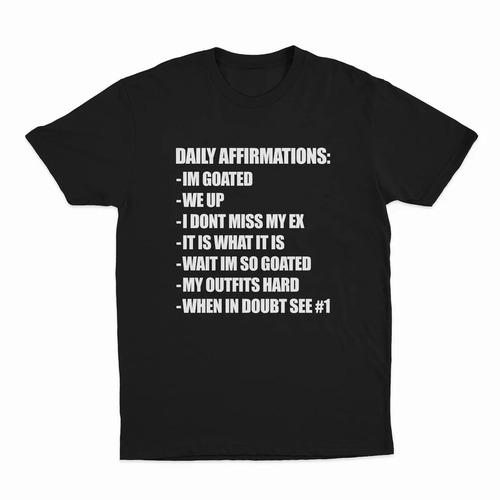 DAILY AFFIRMATIONS:
-IM GOATED
-WE UP
-I DONT MISS MY EX
-IT IS WHAT IT IS
-WAIT IM SO GOATED
-MY OUTFITS HARD
-WHEN IN DOUBT SEE #1